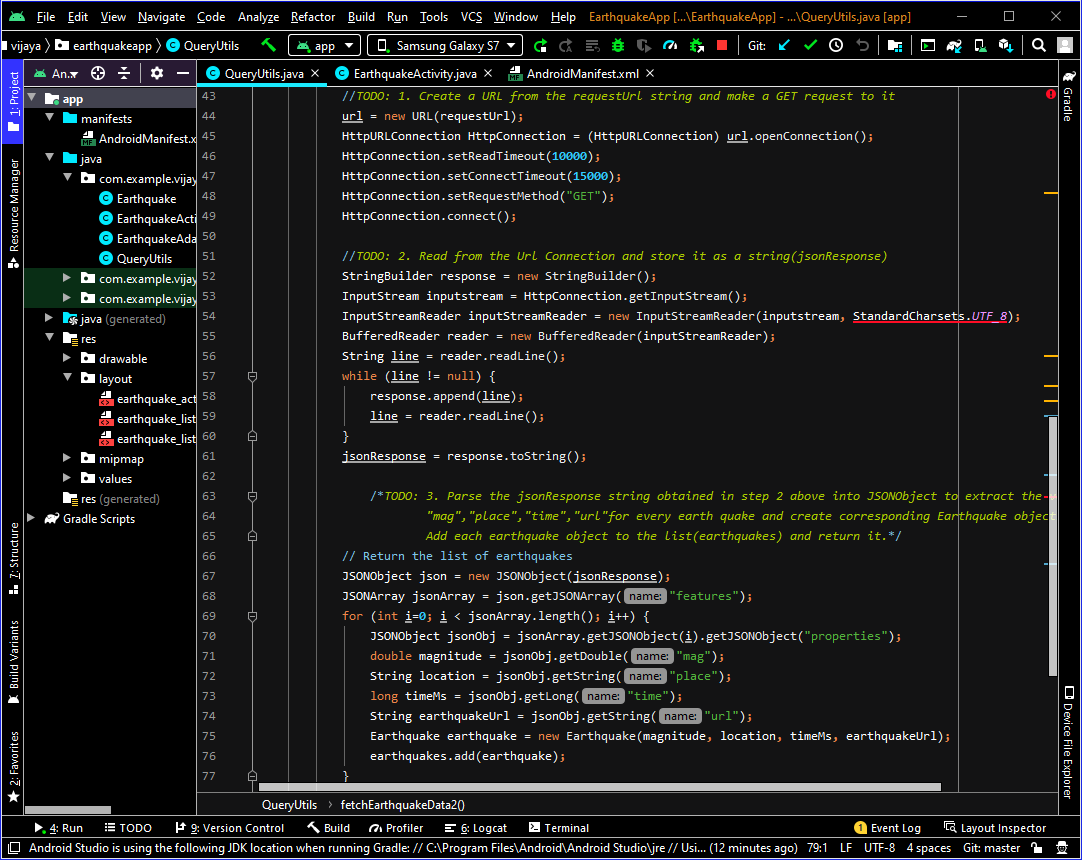 File Edit View Navigate Code Analyze Refactor Build Run Tools VCS Window Help EarthquakeApp [...\EarthquakeApp] - ...\QueryUtils.java [app]
vijaya earthquakeapp QueryUtils app Samsung Galaxy S7 Git:
An... QueryUtils.java EarthquakeActivity.java AndroidManifest.xml
1: Project
Resource Manager
7: Structure
Build Variants
2: Favorites
app
manifests
AndroidManifest.x
java
com.example.vijay
Earthquake
EarthquakeActi
EarthquakeAda
QueryUtils
com.example.vijay
com.example.vijay
java (generated)
res
drawable
layout
earthquake_act
earthquake_list
earthquake_list
mipmap
values
res (generated)
Gradle Scripts
43 //TODO: 1. Create a URL from the requestUrl string and make a GET request to it
44 url = new URL(requestUrl);
45 HttpURLConnection HttpConnection = (HttpURLConnection) url.openConnection();
46 HttpConnection.setReadTimeout(10000);
47 HttpConnection.setConnectTimeout(15000);
48 HttpConnection.setRequestMethod("GET");
49 HttpConnection.connect();
50
51 //TODO: 2. Read from the Url Connection and store it as a string(jsonResponse)
52 StringBuilder response = new StringBuilder();
53 InputStream inputstream = HttpConnection.getInputStream();
54 InputStreamReader inputStreamReader = new InputStreamReader(inputstream, StandardCharsets.UTF_8);
55 BufferedReader reader = new BufferedReader(inputStreamReader);
56 String line = reader.readLine();
57 while (line != null) {
58 response.append(line);
59 line = reader.readLine();
60 }
61 jsonResponse = response.toString();
62
63 /*TODO: 3. Parse the jsonResponse string obtained in step 2 above into JSONObject to extract the
64 "mag","place","time","url"for every earth quake and create corresponding Earthquake object
65 Add each earthquake object to the list(earthquakes) and return it.*/
66 // Return the list of earthquakes
67 JSONObject json = new JSONObject(jsonResponse);
68 JSONArray jsonArray = json.getJSONArray( name: "features");
69 for (int i=0; i < jsonArray.length(); i++) {
70 JSONObject jsonObj = jsonArray.getJSONObject(i).getJSONObject("properties");
71 double magnitude = jsonObj.getDouble( name: "mag");
72 String location = jsonObj.getString( name: "place");
73 long timeMs = jsonObj.getLong( name: "time");
74 String earthquakeUrl = jsonObj.getString( name: "url");
75 Earthquake earthquake = new Earthquake(magnitude, location, timeMs, earthquakeUrl);
76 earthquakes.add(earthquake);
77 }
QueryUtils fetchEarthquakeData2()
Gradle
Device File Explorer
4: Run TODO 9: Version Control Build Profiler 6: Logcat Terminal 1 Event Log Layout Inspector
Android Studio is using the following JDK location when running Gradle: // C:\Program Files\Android\Android Studio\jre // Usi... (12 minutes ago) 79:1 LF UTF-8 4 spaces Git: master